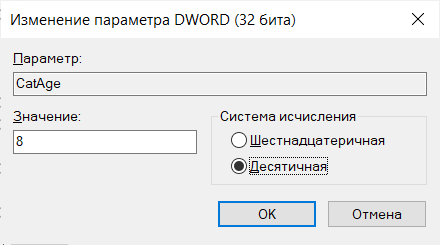 Изменение параметра DWORD (32 бита)
Параметр:
CatAge
Значение:
8
Система исчисления
Шестнадцатеричная
Десятичная
OK
Отмена